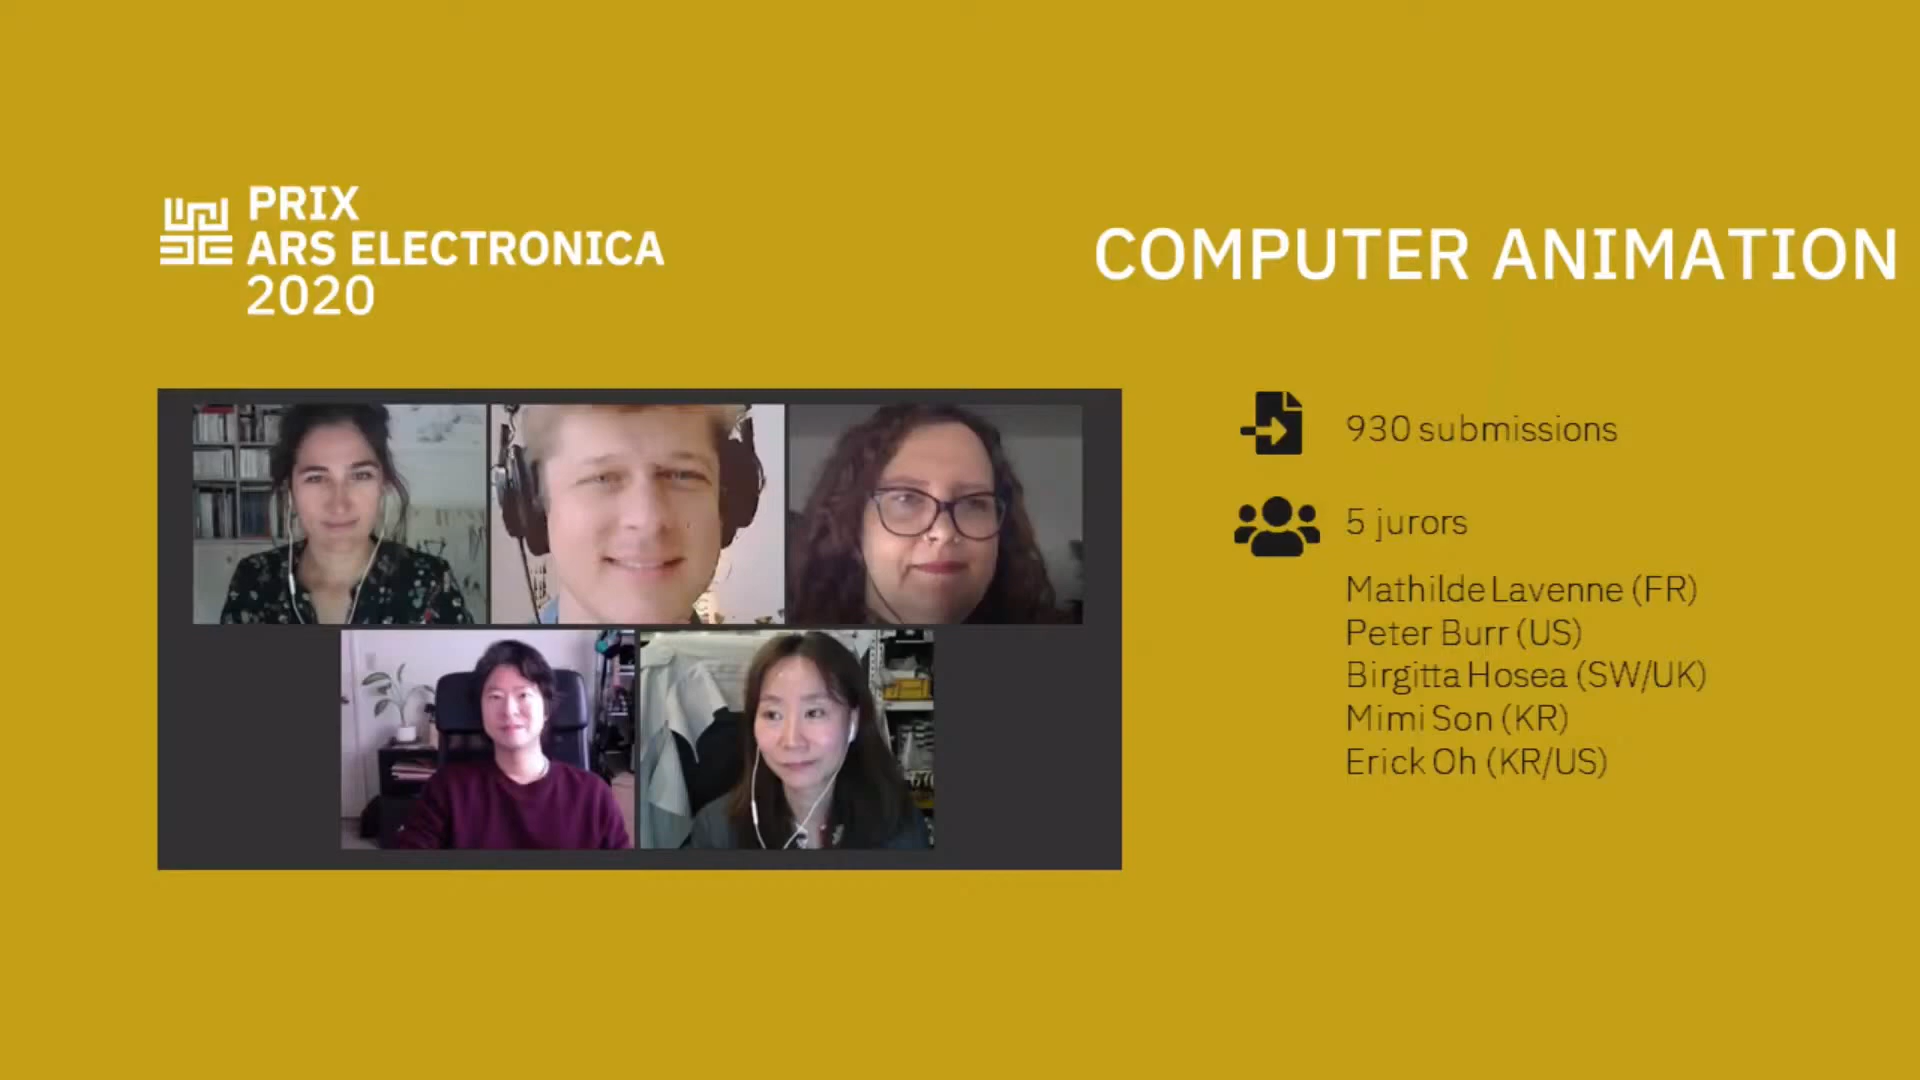 PRIX
ARS ELECTRONICA
2020
COMPUTER ANIMATION
930 submissions
5 jurors
Mathilde Lavenne (FR)
Peter Burr (US)
Birgitta Hosea (SW/UK)
Mimi Son (KR)
Erick Oh (KR/US)